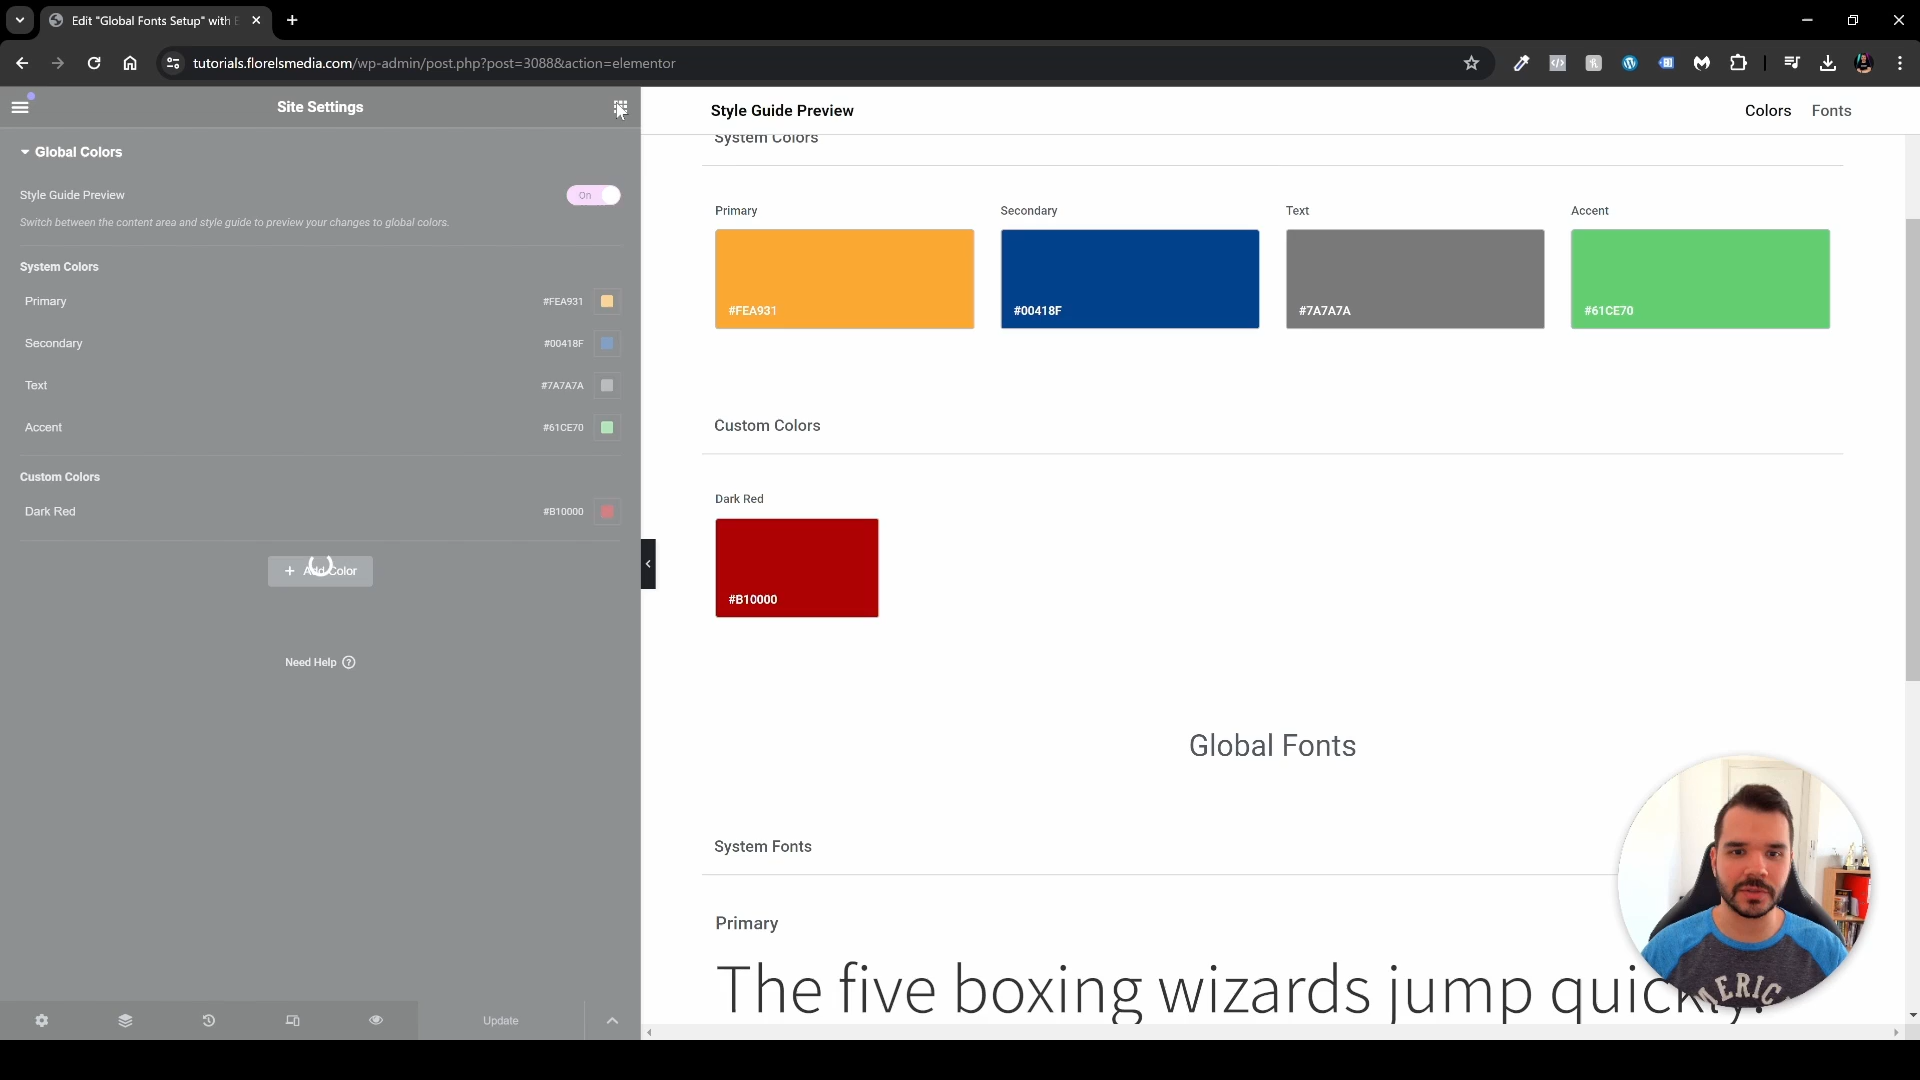 Edit "Global Fonts Setup" with E
tutorials.florelsmedia.com/wp-admin/post.php?post=3088&action=elementor
Site Settings
Global Colors
Style Guide Preview
On
Switch between the content area and style guide to preview your changes to global colors.
System Colors
Primary
#FEA931
Secondary
#00418F
Text
#7A7A7A
Accent
#61CE70
Custom Colors
Dark Red
#B10000
+ Add Color
Need Help ?
Update
Style Guide Preview
Colors
Fonts
System Colors
Primary
Secondary
Text
Accent
#FEA931
#00418F
#7A7A7A
#61CE70
Custom Colors
Dark Red
#B10000
Global Fonts
System Fonts
Primary
The five boxing wizards jump quickly.